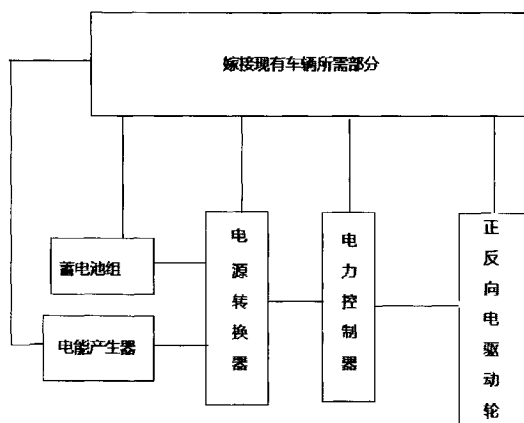 嫁接现有车辆所需部分
蓄电池组
电能产生器
电源转换器
电力控制器
正反向电驱动轮